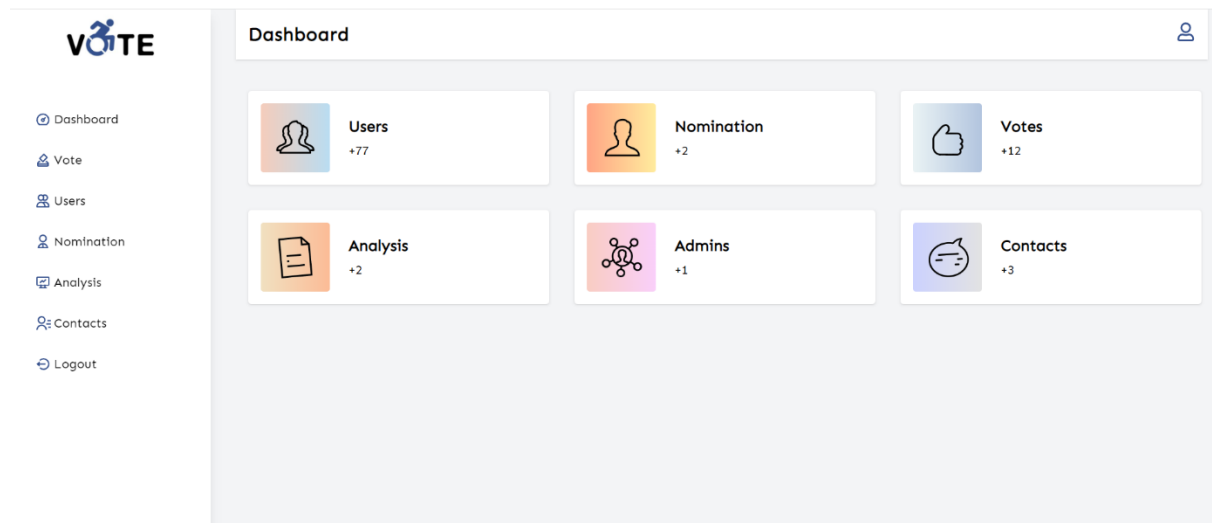 VOTE
Dashboard
Vote
Users
Nomination
Analysis
Contacts
Logout
Dashboard
Users
+77
Nomination
+2
Votes
+12
Analysis
+2
Admins
+1
Contacts
+3